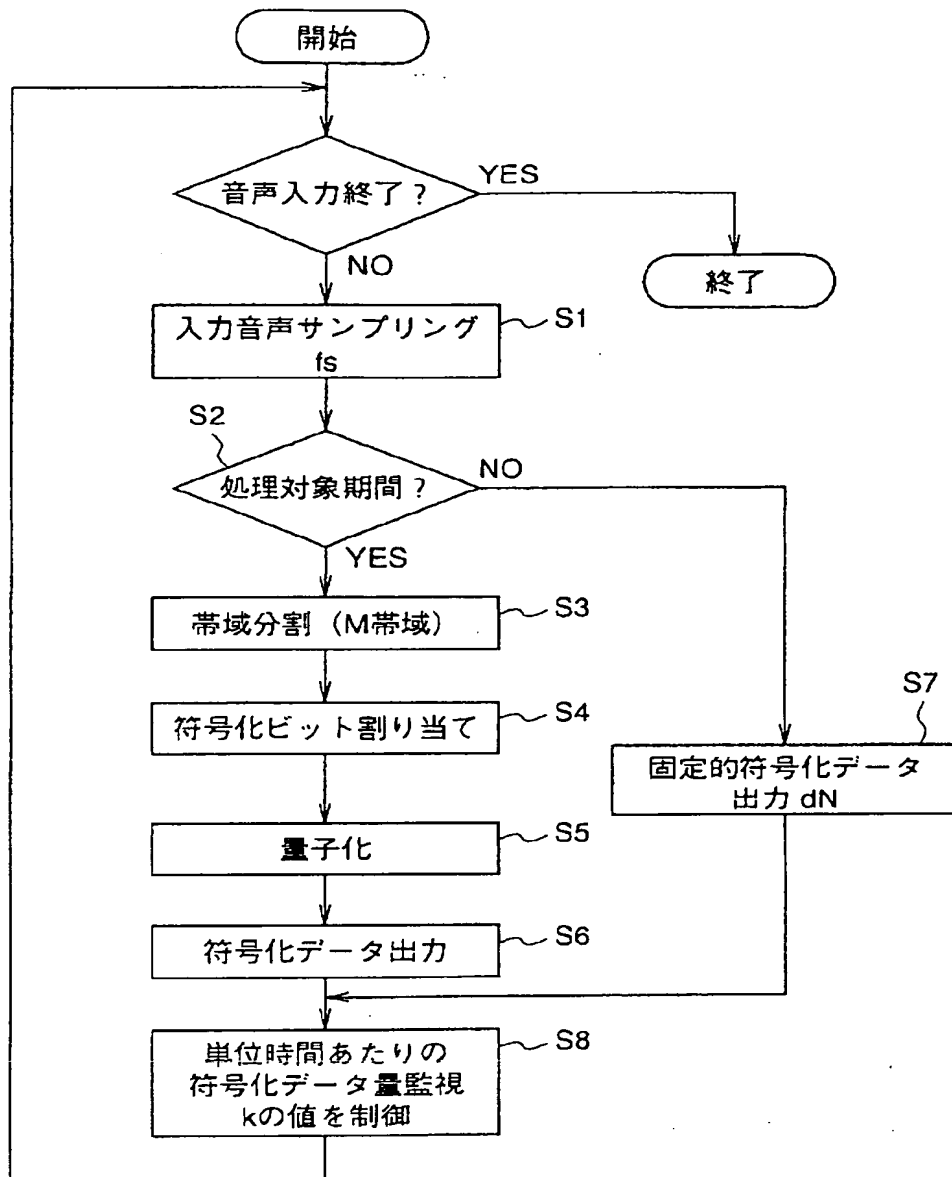 開始
音声入力終了?
YES
NO
終了
入力音声サンプリング
fs
S1
S2
処理対象期間?
NO
YES
帯域分割(M帯域)
S3
符号化ビット割り当て
S4
S7
固定的符号化データ
出力 dN
量子化
S5
符号化データ出力
S6
単位時間あたりの
符号化データ量監視
kの値を制御
S8